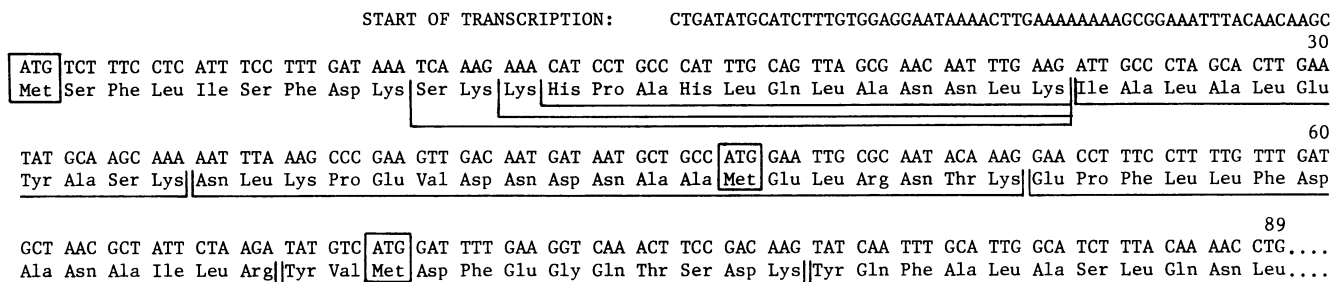 START OF TRANSCRIPTION: CTGATATGCATCTTTGTGGAGGAATAAAACTTGAAAAAAAAGCGGAAATTTACAACAAGC
30
ATG TCT TTC CTC ATT TCC TTT GAT AAA TCA AAG AAA CAT CCT GCC CAT TTG CAG TTA GCG AAC AAT TTG AAG ATT GCC CTA GCA CTT GAA
Met Ser Phe Leu Ile Ser Phe Asp Lys Ser Lys Lys His Pro Ala His Leu Gln Leu Ala Asn Asn Leu Lys Ile Ala Leu Ala Leu Glu
60
TAT GCA AGC AAA AAT TTA AAG CCC GAA GTT GAC AAT GAT AAT GCT GCC ATG GAA TTG CGC AAT ACA AAG GAA CCT TTC CTT TTG TTT GAT
Tyr Ala Ser Lys Asn Leu Lys Pro Glu Val Asp Asn Asp Asn Ala Ala Met Glu Leu Arg Asn Thr Lys Glu Pro Phe Leu Leu Phe Asp
89
GCT AAC GCT ATT CTA AGA TAT GTC ATG GAT TTT GAA GGT CAA ACT TCC GAC AAG TAT CAA TTT GCA TTG GCA TCT TTA CAA AAC CTG....
Ala Asn Ala Ile Leu Arg Tyr Val Met Asp Phe Glu Gly Gln Thr Ser Asp Lys Tyr Gln Phe Ala Leu Ala Ser Leu Gln Asn Leu....